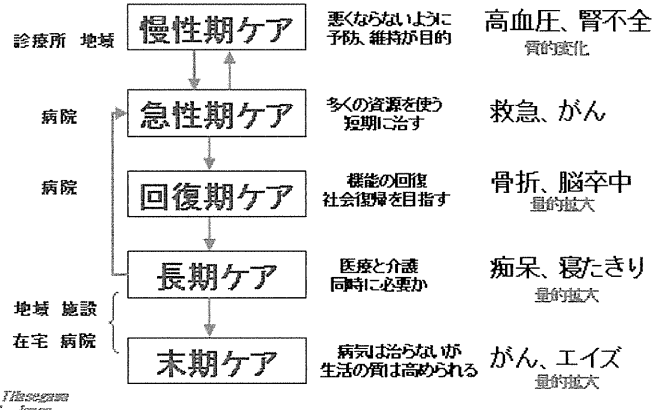 診療所 地域
慢性期ケア
悪くならないように
予防、維持が目的
高血圧、腎不全
質的変化
病院
急性期ケア
多くの資源を使う
短期に治す
救急、がん
病院
回復期ケア
機能の回復
社会復帰を目指す
骨折、脳卒中
量的拡大
長期ケア
医療と介護
同時に必要か
痴呆、寝たきり
量的拡大
地域 施設
在宅 病院
末期ケア
病気は治らないが
生活の質は高められる
がん、エイズ
量的拡大
THasegawa